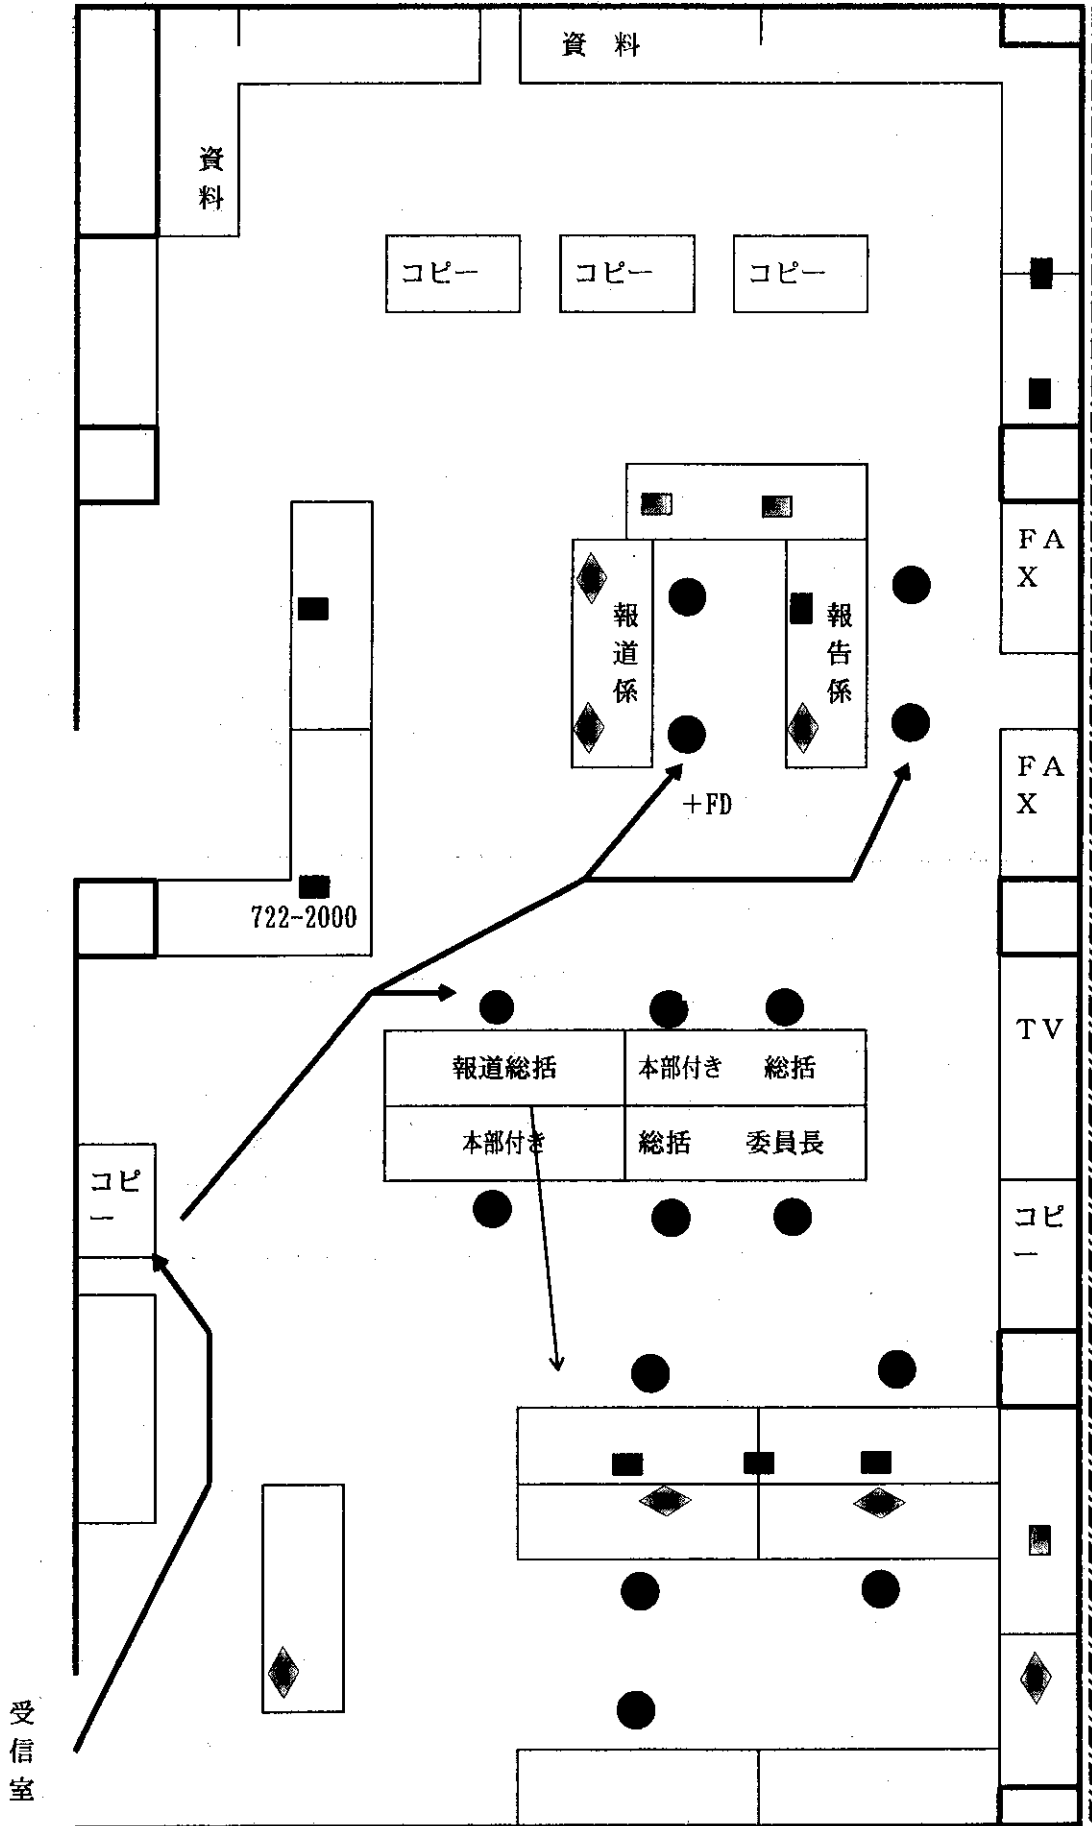 資 料
資料
コピー
コピー
コピー
FAX
報道係
報告係
FAX
+FD
722-2000
TV
報道総括
本部付き
総括
本部付き
総括
委員長
コピー
コピー
受信室